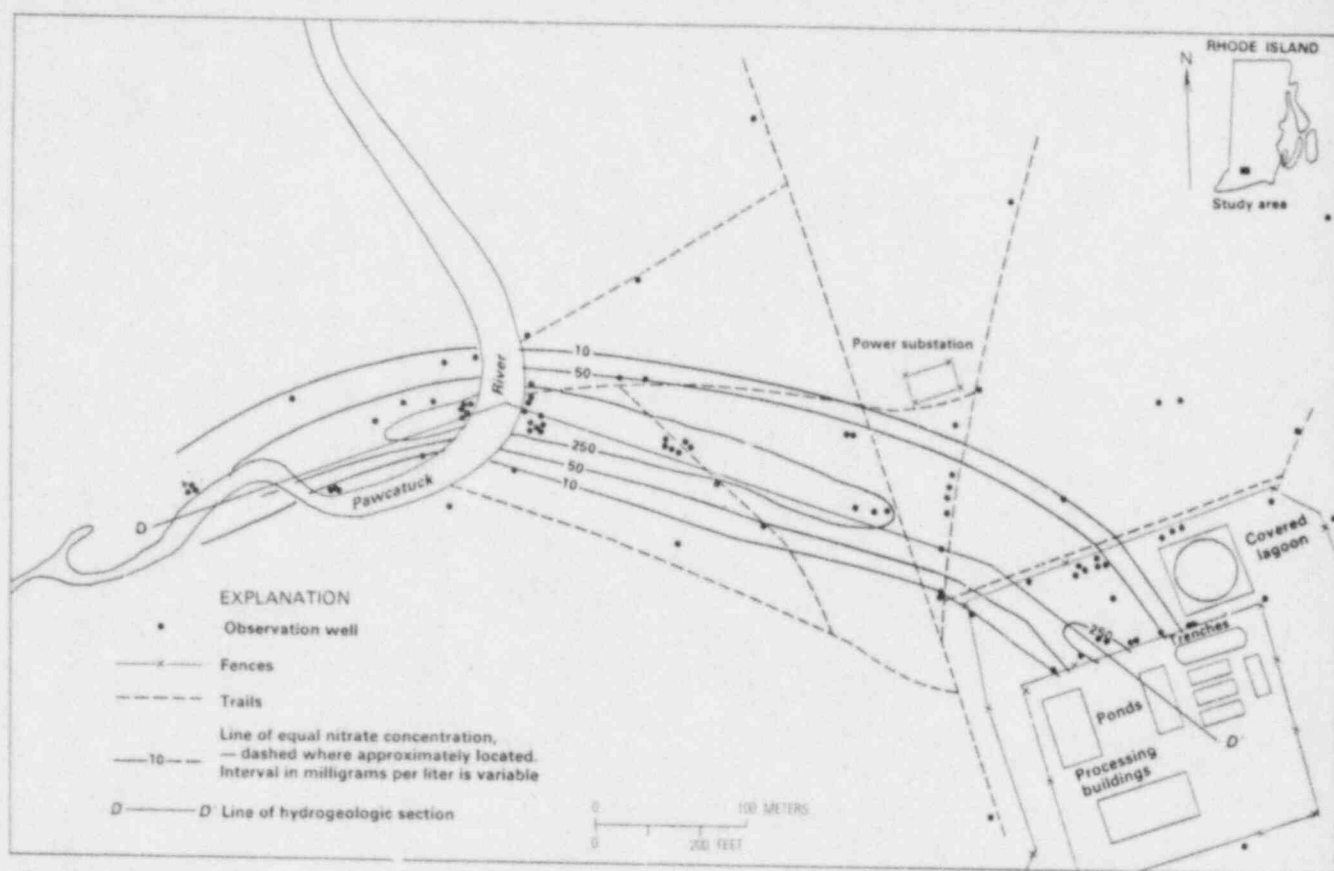 RHODE ISLAND
N
Study area
Power substation
10
50
River
250
50
10
Pawcatuck
D
Covered
lagoon
250
Trenches
Ponds
D'
Processing
buildings
EXPLANATION
Observation well
Fences
Trails
10
Line of equal nitrate concentration,
— dashed where approximately located.
Interval in milligrams per liter is variable
D D' Line of hydrogeologic section
0 100 METERS
0 200 FEET